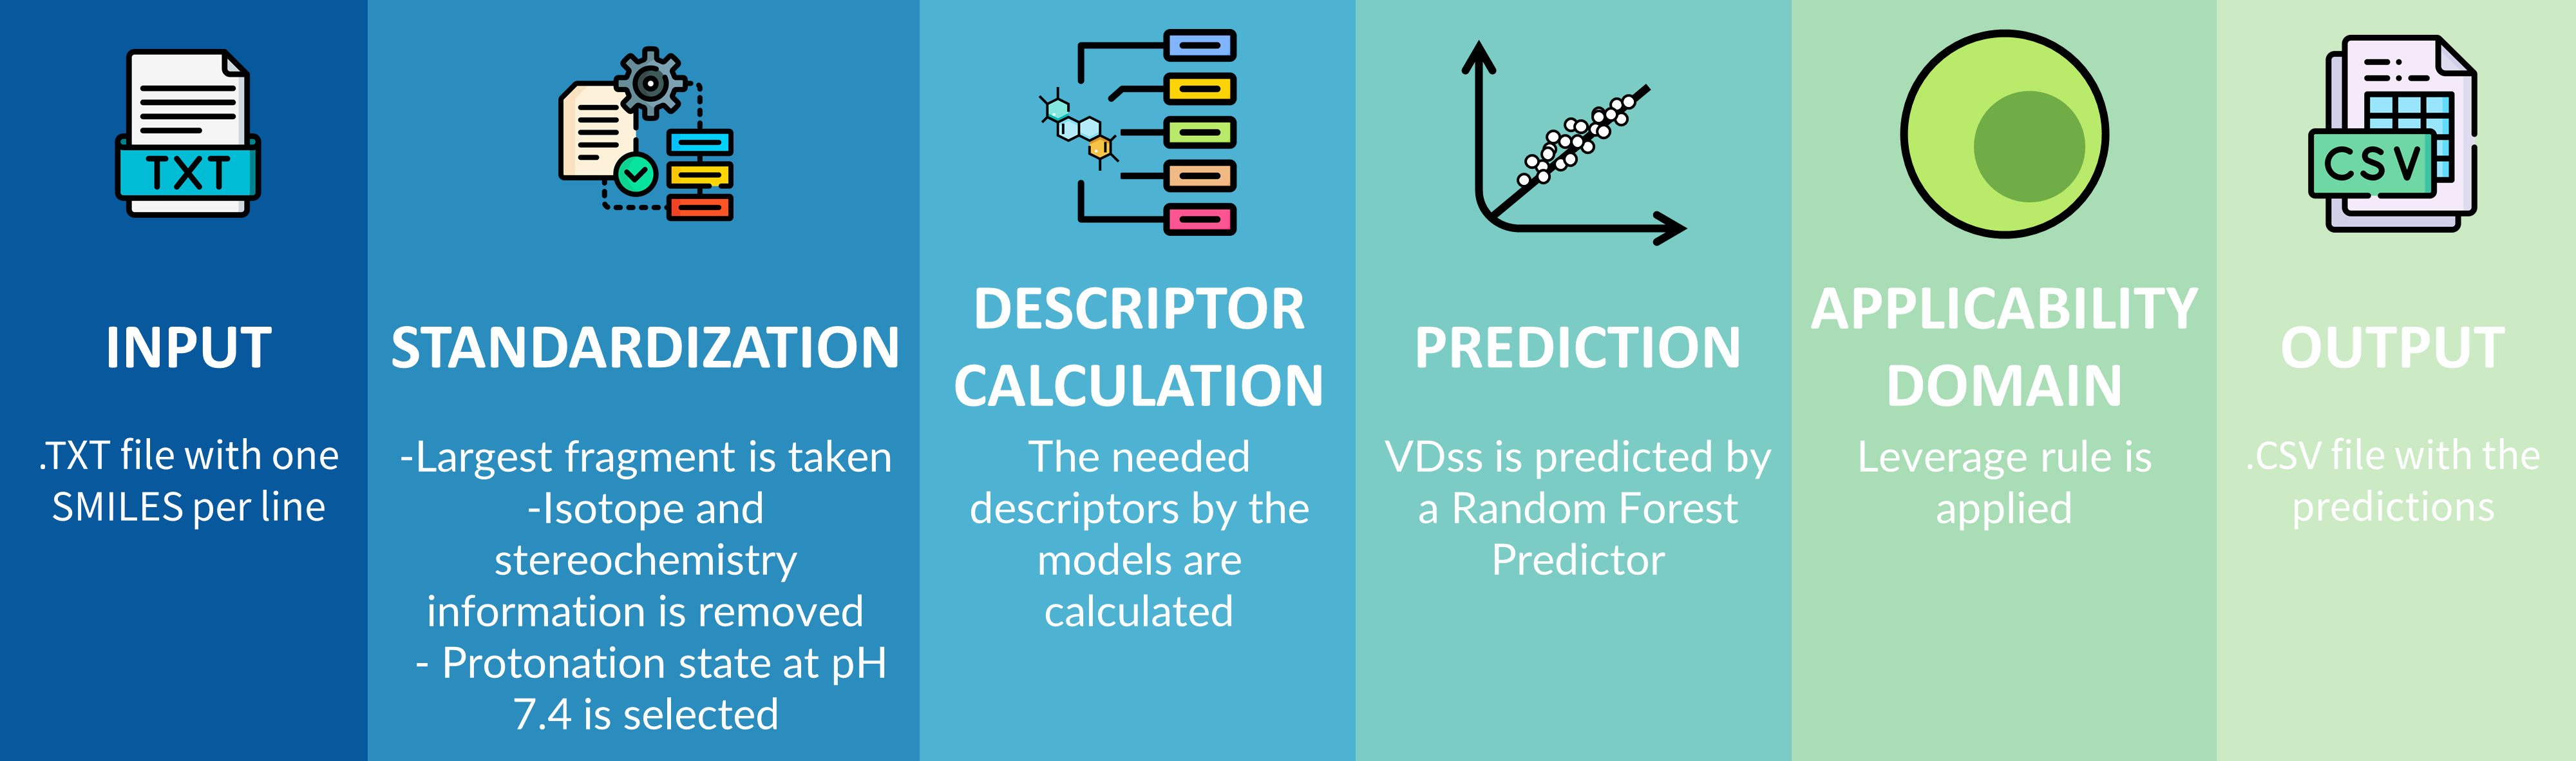 TXT
INPUT
.TXT file with one
SMILES per line
STANDARDIZATION
-Largest fragment is taken
-Isotope and
stereochemistry
information is removed
- Protonation state at pH
7.4 is selected
DESCRIPTOR
CALCULATION
The needed
descriptors by the
models are
calculated
PREDICTION
VDss is predicted by
a Random Forest
Predictor
APPLICABILITY
DOMAIN
Leverage rule is
applied
CSV
OUTPUT
.CSV file with the
predictions